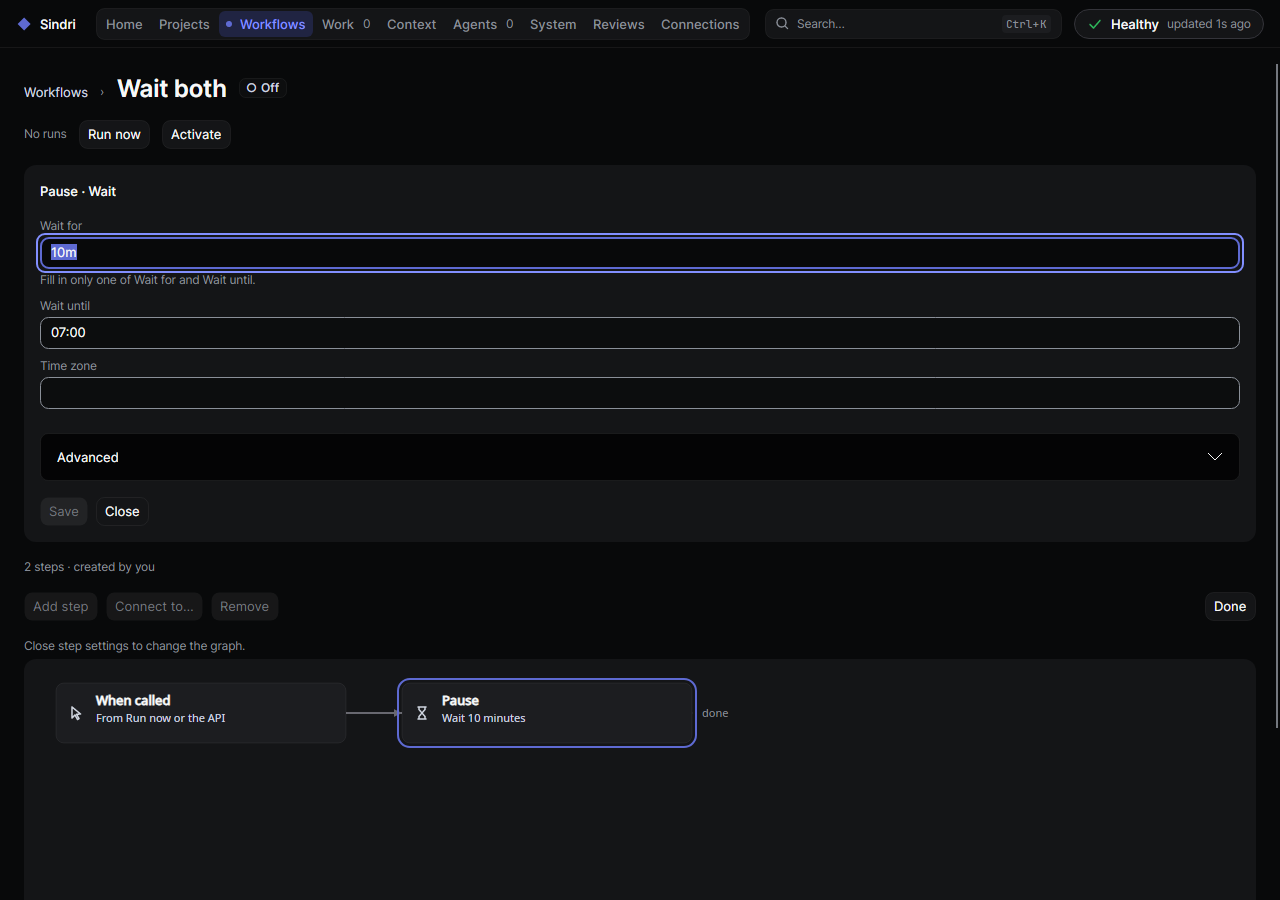 Sindri
Home Projects Workflows Work 0 Context Agents 0 System Reviews Connections
Search... Ctrl+K
Healthy updated 1s ago
Workflows › Wait both Off
No runs Run now Activate
Pause · Wait
Wait for
10m
Fill in only one of Wait for and Wait until.
Wait until
07:00
Time zone
Advanced
Save Close
2 steps · created by you
Add step Connect to... Remove Done
Close step settings to change the graph.
When called
From Run now or the API
Pause
Wait 10 minutes
done